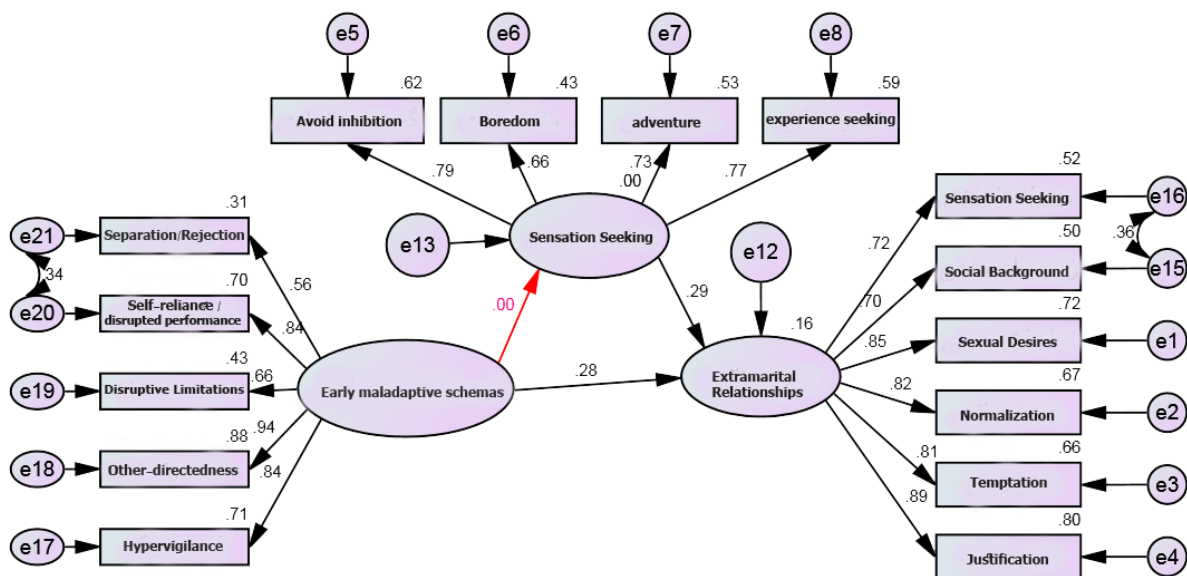 e5
e6
e7
e8
.62
.43
.53
.59
Avoid inhibition
Boredom
adventure
experience seeking
.79
.66
.73
.77
.00
.52
Sensation Seeking
e16
.31
e21
Separation/Rejection
e13
Sensation Seeking
e12
.72
.36
.50
Social Background
e15
.34
.70
.56
e20
Self-reliance /
disrupted performance
.00
.29
.70
.72
.84
.16
.85
Sexual Desires
e1
.43
e19
Disruptive Limitations
.66
Early maladaptive schemas
.28
Extramarital
Relationships
.82
.67
Normalization
e2
.94
.88
e18
Other-directedness
.84
.81
.66
Temptation
e3
.89
.71
e17
Hypervigilance
.80
Justification
e4